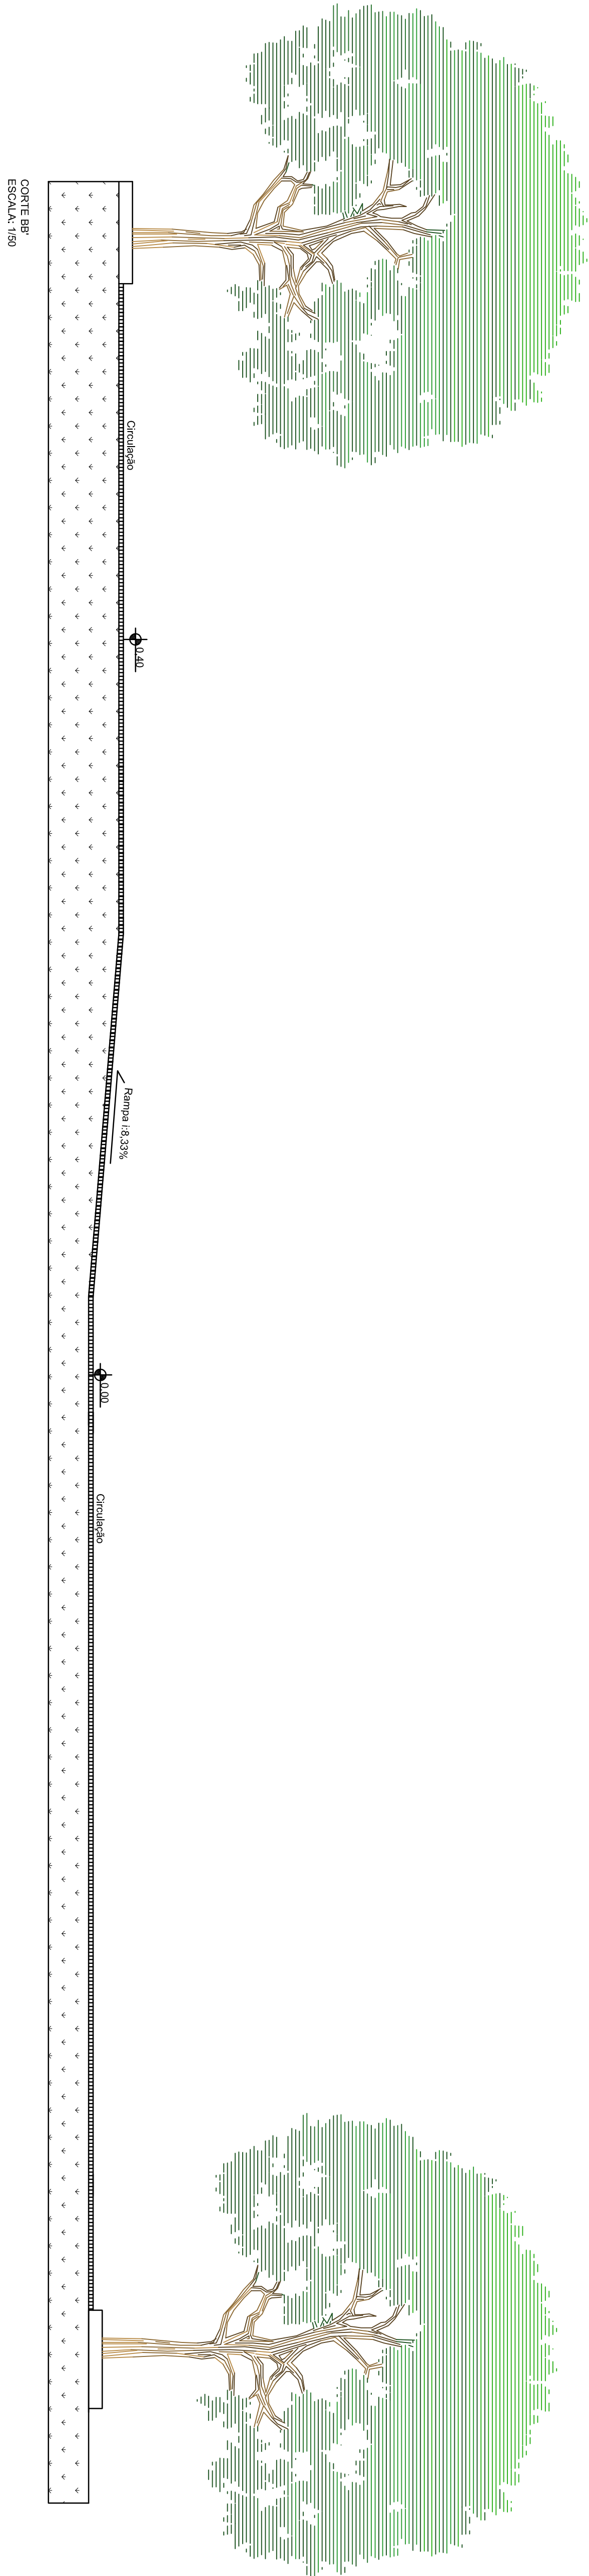 Circulação
0.40
Rampa i:8,33%
0.00
Circulação
CORTE BB'
ESCALA: 1/50